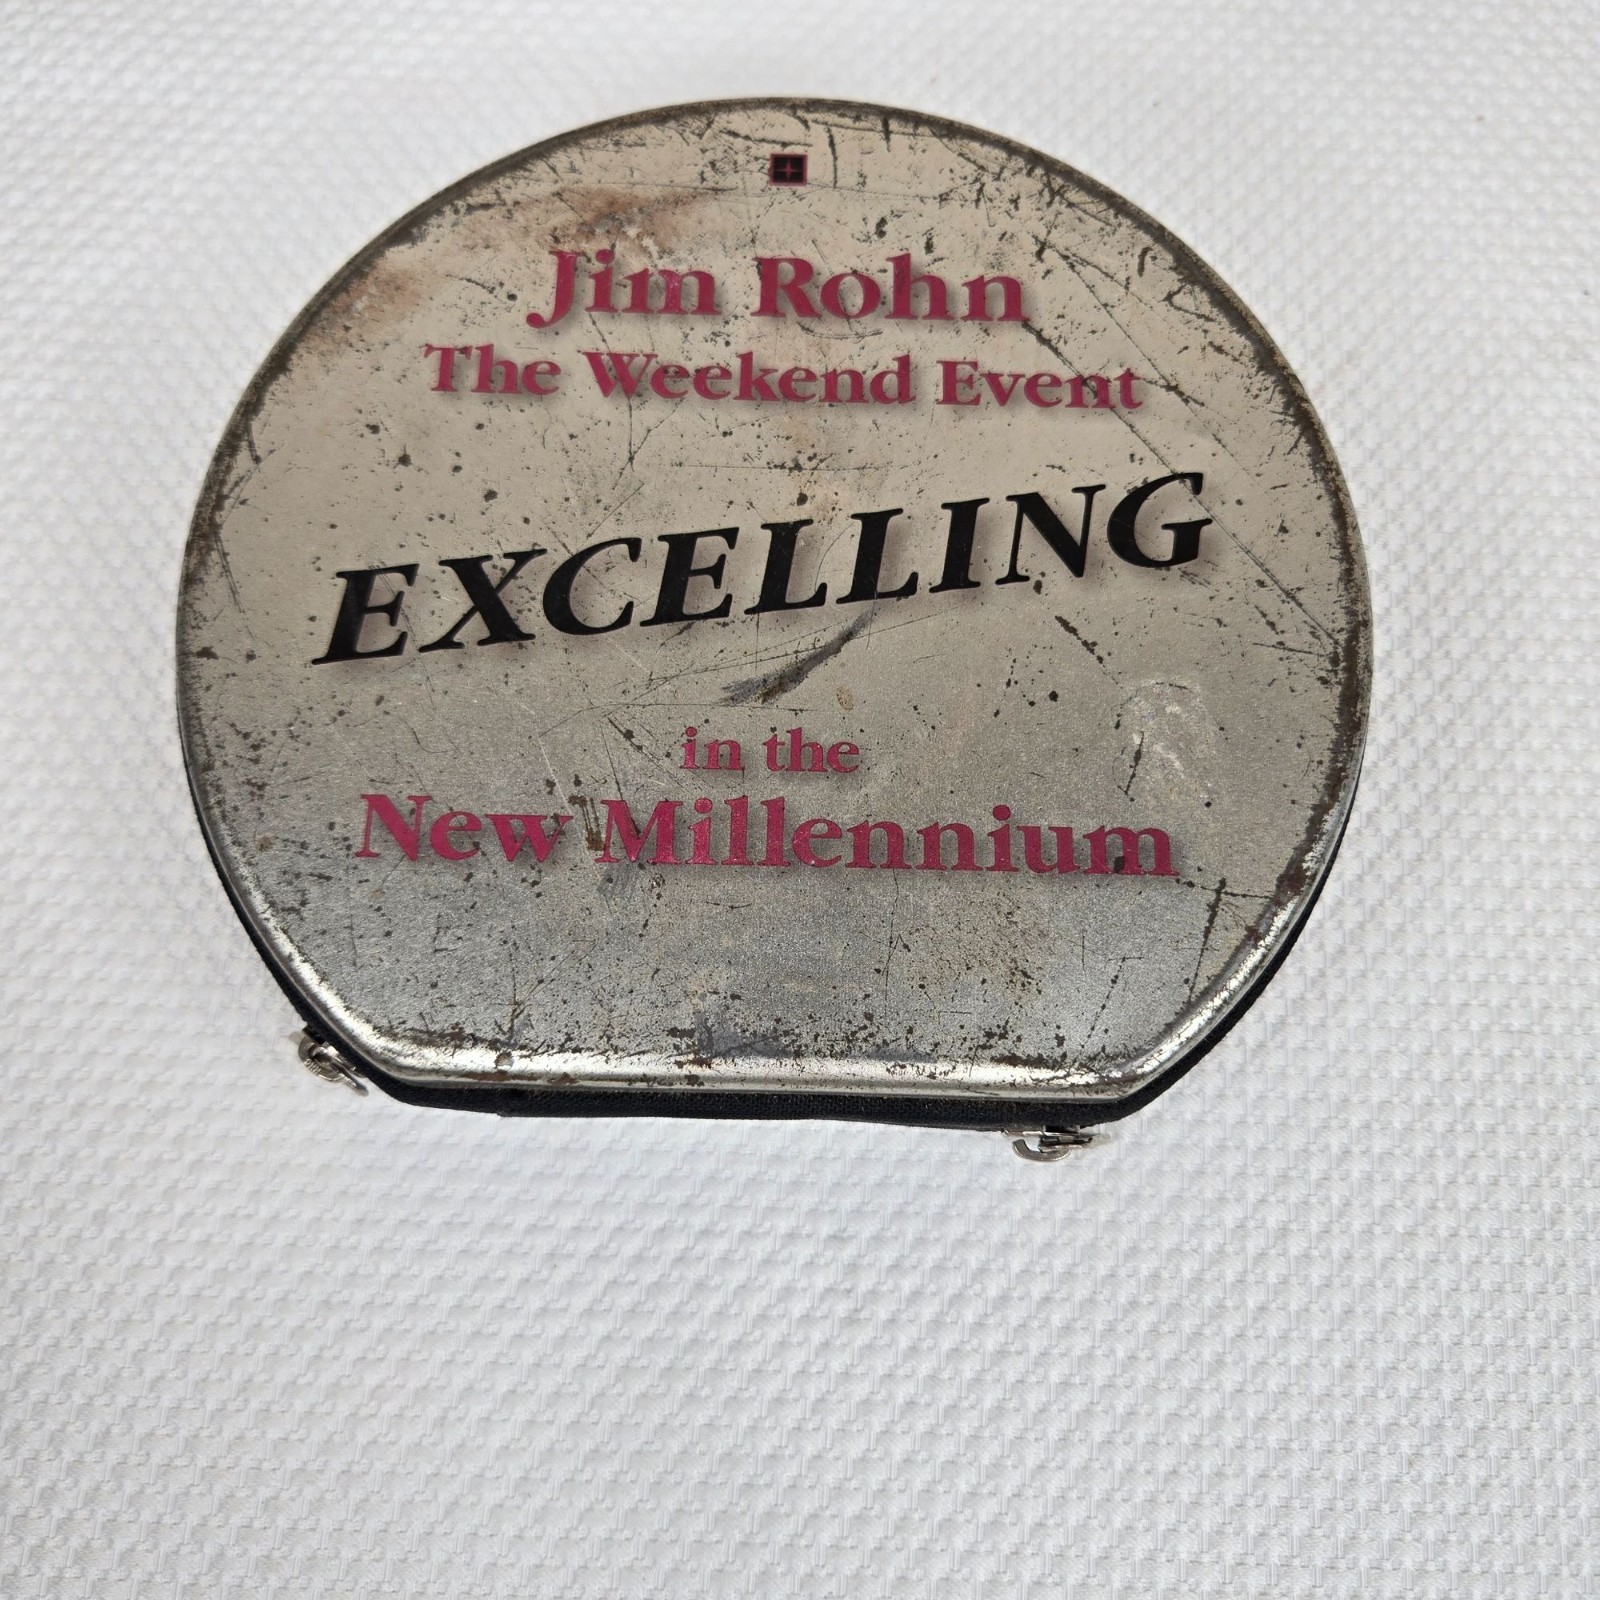 Jim Rohn
The Weekend Event
EXCELLING
in the
New Millennium